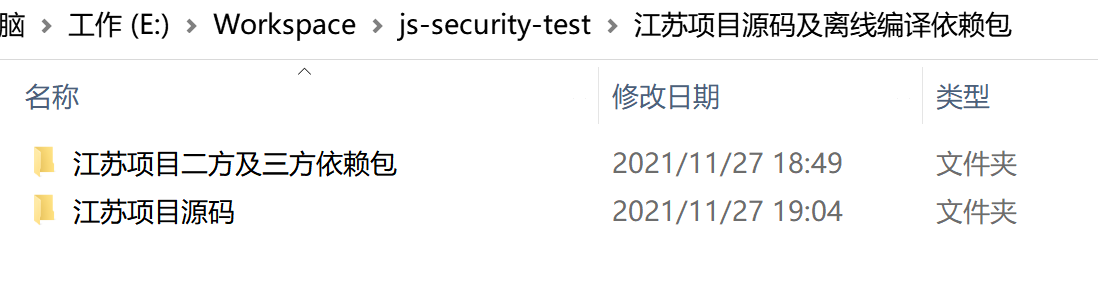 脑 > 工作 (E:) > Workspace > js-security-test > 江苏项目源码及离线编译依赖包
名称 修改日期 类型
江苏项目二方及三方依赖包 2021/11/27 18:49 文件夹
江苏项目源码 2021/11/27 19:04 文件夹